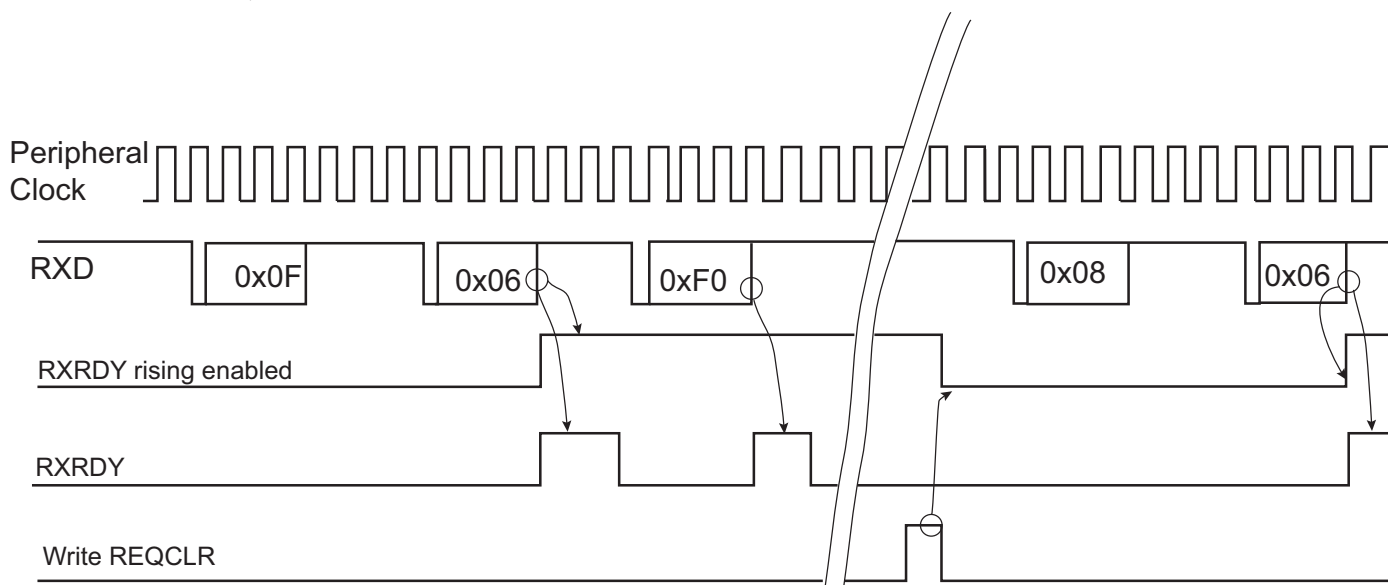 Peripheral
Clock
RXD
0x0F
0x06
0xF0
0x08
0x06
RXRDY rising enabled
RXRDY
Write REQCLR